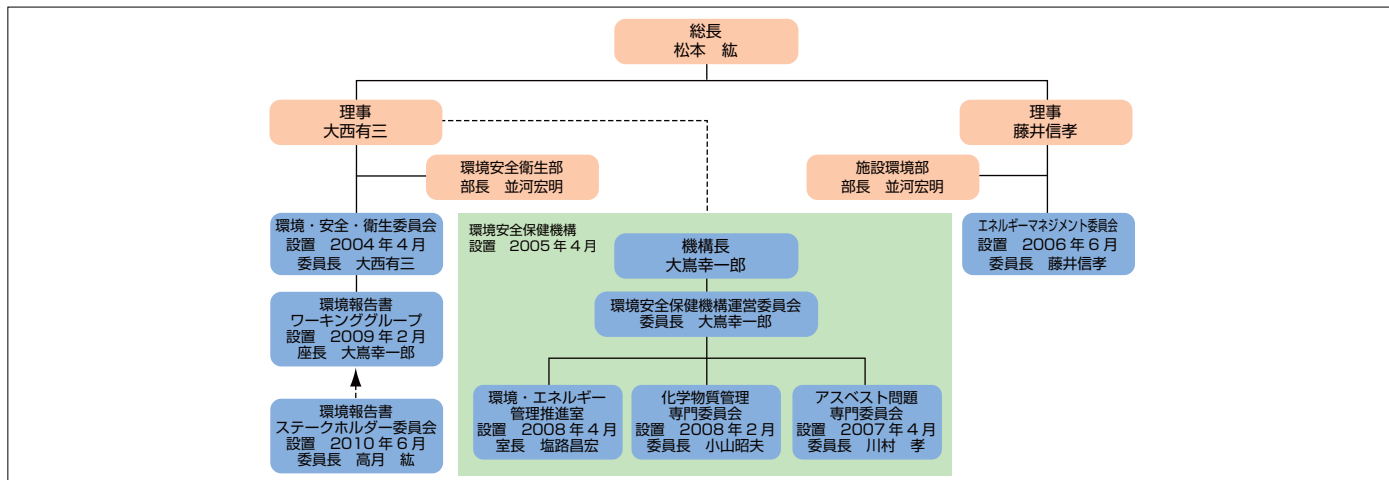 総長
松本　紘
理事
大西有三
理事
藤井信孝
環境安全衛生部
部長　並河宏明
施設環境部
部長　並河宏明
環境・安全・衛生委員会
設置　2004年4月
委員長　大西有三
環境報告書
ワーキンググループ
設置　2009年2月
座長　大嶌幸一郎
環境報告書
ステークホルダー委員会
設置　2010年6月
委員長　高月　紘
環境安全保健機構
設置　2005年4月
機構長
大嶌幸一郎
環境安全保健機構運営委員会
委員長　大嶌幸一郎
環境・エネルギー
管理推進室
設置　2008年4月
室長　塩路昌宏
化学物質管理
専門委員会
設置　2008年2月
委員長　小山昭夫
アスベスト問題
専門委員会
設置　2007年4月
委員長　川村　孝
エネルギーマネジメント委員会
設置　2006年6月
委員長　藤井信孝